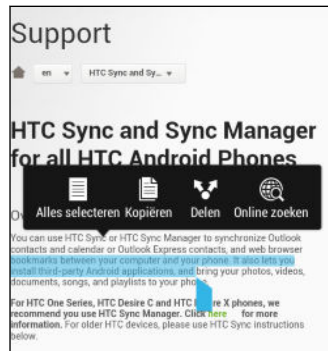 Support
en
HTC Sync and Sy...
HTC Sync and Sync Manager
for all HTC Android Phones
Alles selecteren Kopiëren Delen Online zoeken
Ov
You can use HTC Sync or HTC Sync Manager to synchronize Outlook
contacts and calendar or Outlook Express contacts, and web browser
bookmarks between your computer and your phone. It also lets you
install third-party Android applications, and bring your photos, videos,
documents, songs, and playlists to your phone.
For HTC One Series, HTC Desire C and HTC Desire X phones, we
recommend you use HTC Sync Manager. Click here for more
information. For older HTC devices, please use HTC Sync instructions
below.